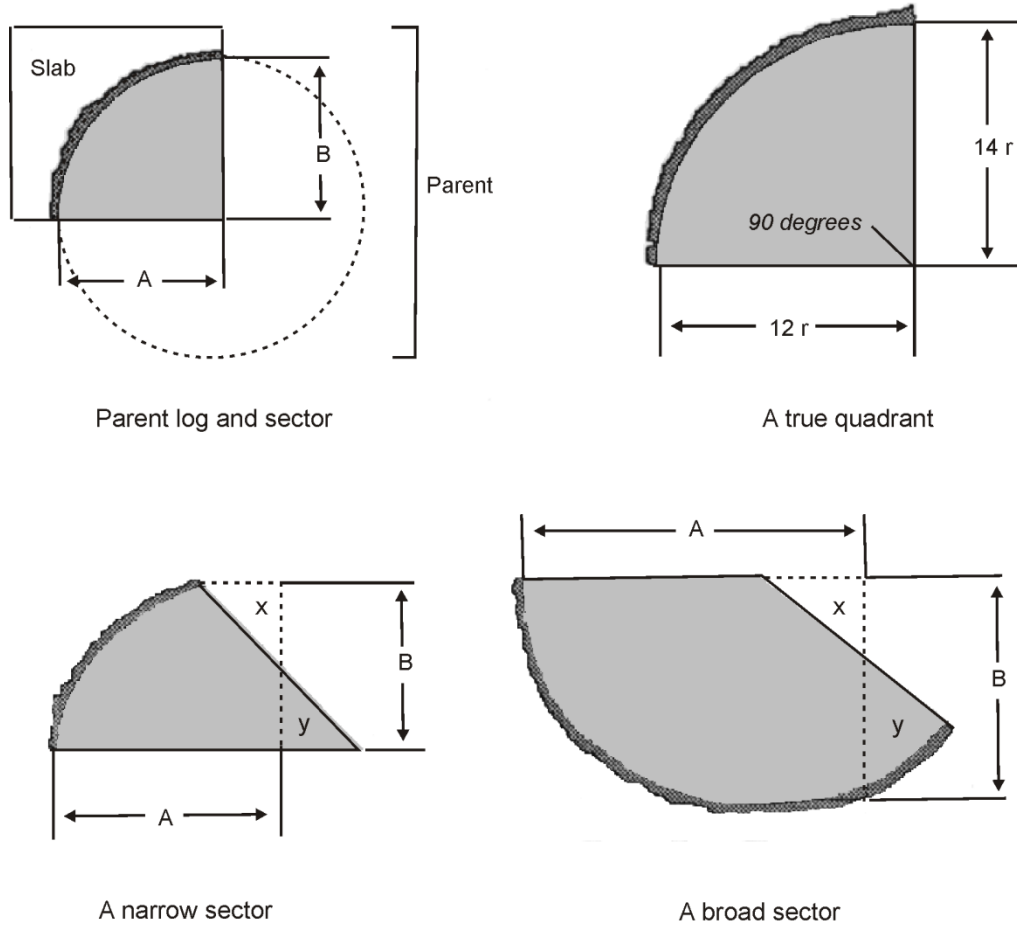 Slab
B
Parent
A
Parent log and sector
14 r
90 degrees
12 r
A true quadrant
x
B
y
A
A narrow sector
A
x
B
y
A broad sector